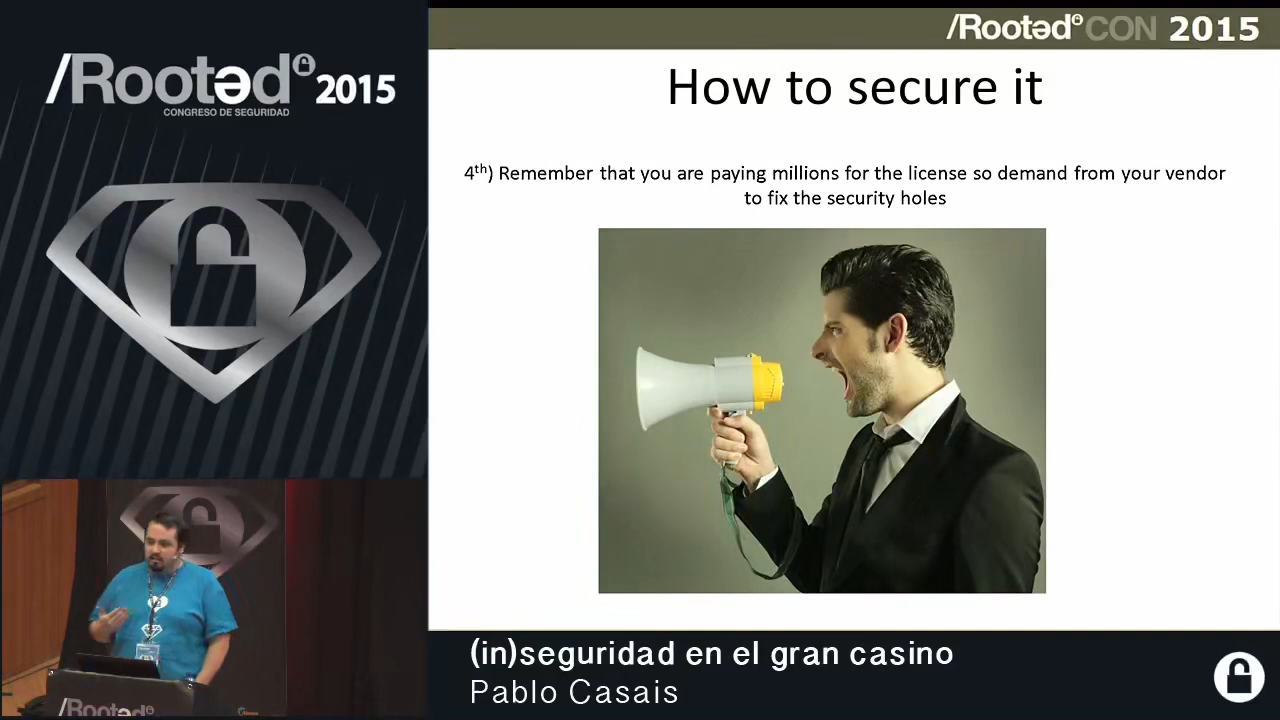 /Rooted 2015
CONGRESO DE SEGURIDAD
/Rooted CON 2015
How to secure it
4th) Remember that you are paying millions for the license so demand from your vendor
to fix the security holes
(in)seguridad en el gran casino
Pablo Casais
/Rooted